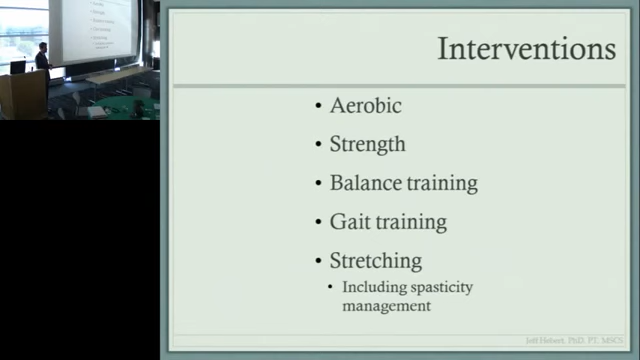 Interventions
• Aerobic
• Strength
• Balance training
• Gait training
• Stretching
• Including spasticity
management
Jeff Hebert, PhD, PT, MSCS